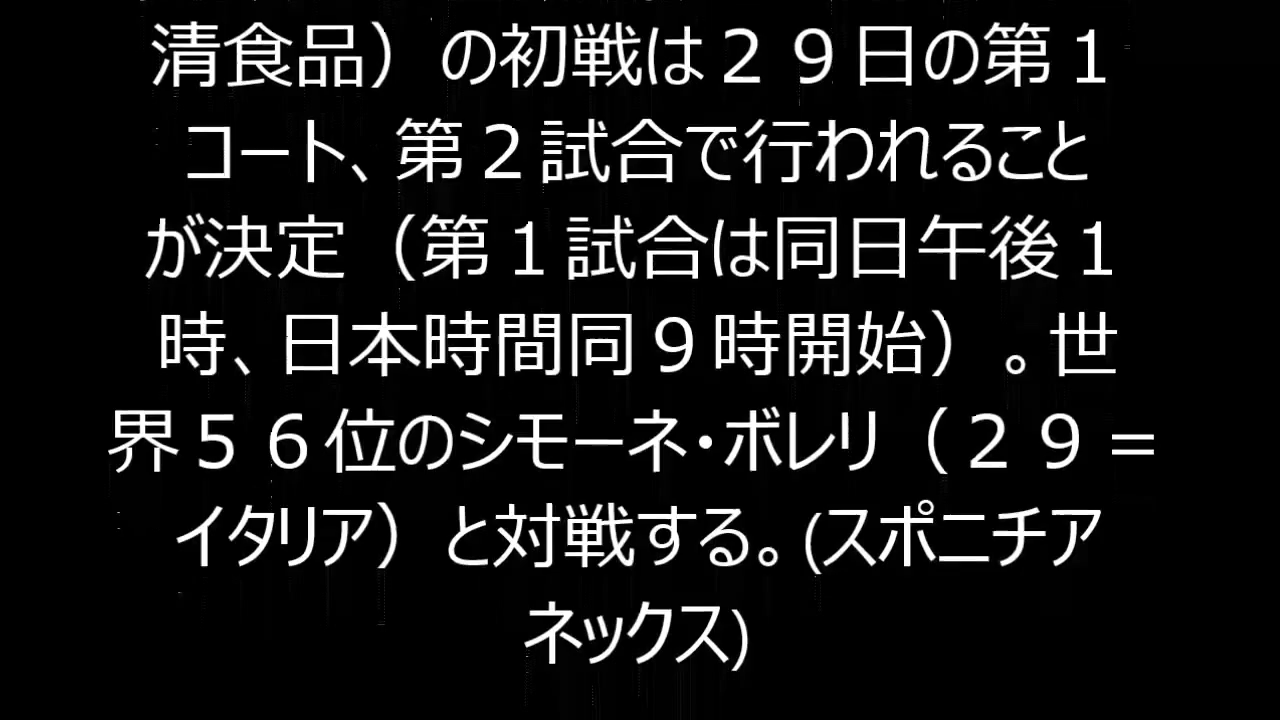 清食品）の初戦は２９日の第１
コート、第２試合で行われること
が決定（第１試合は同日午後１
時、日本時間同９時開始）。世
界５６位のシモーネ・ボレリ（２９＝
イタリア）と対戦する。(スポニチア
ネックス)